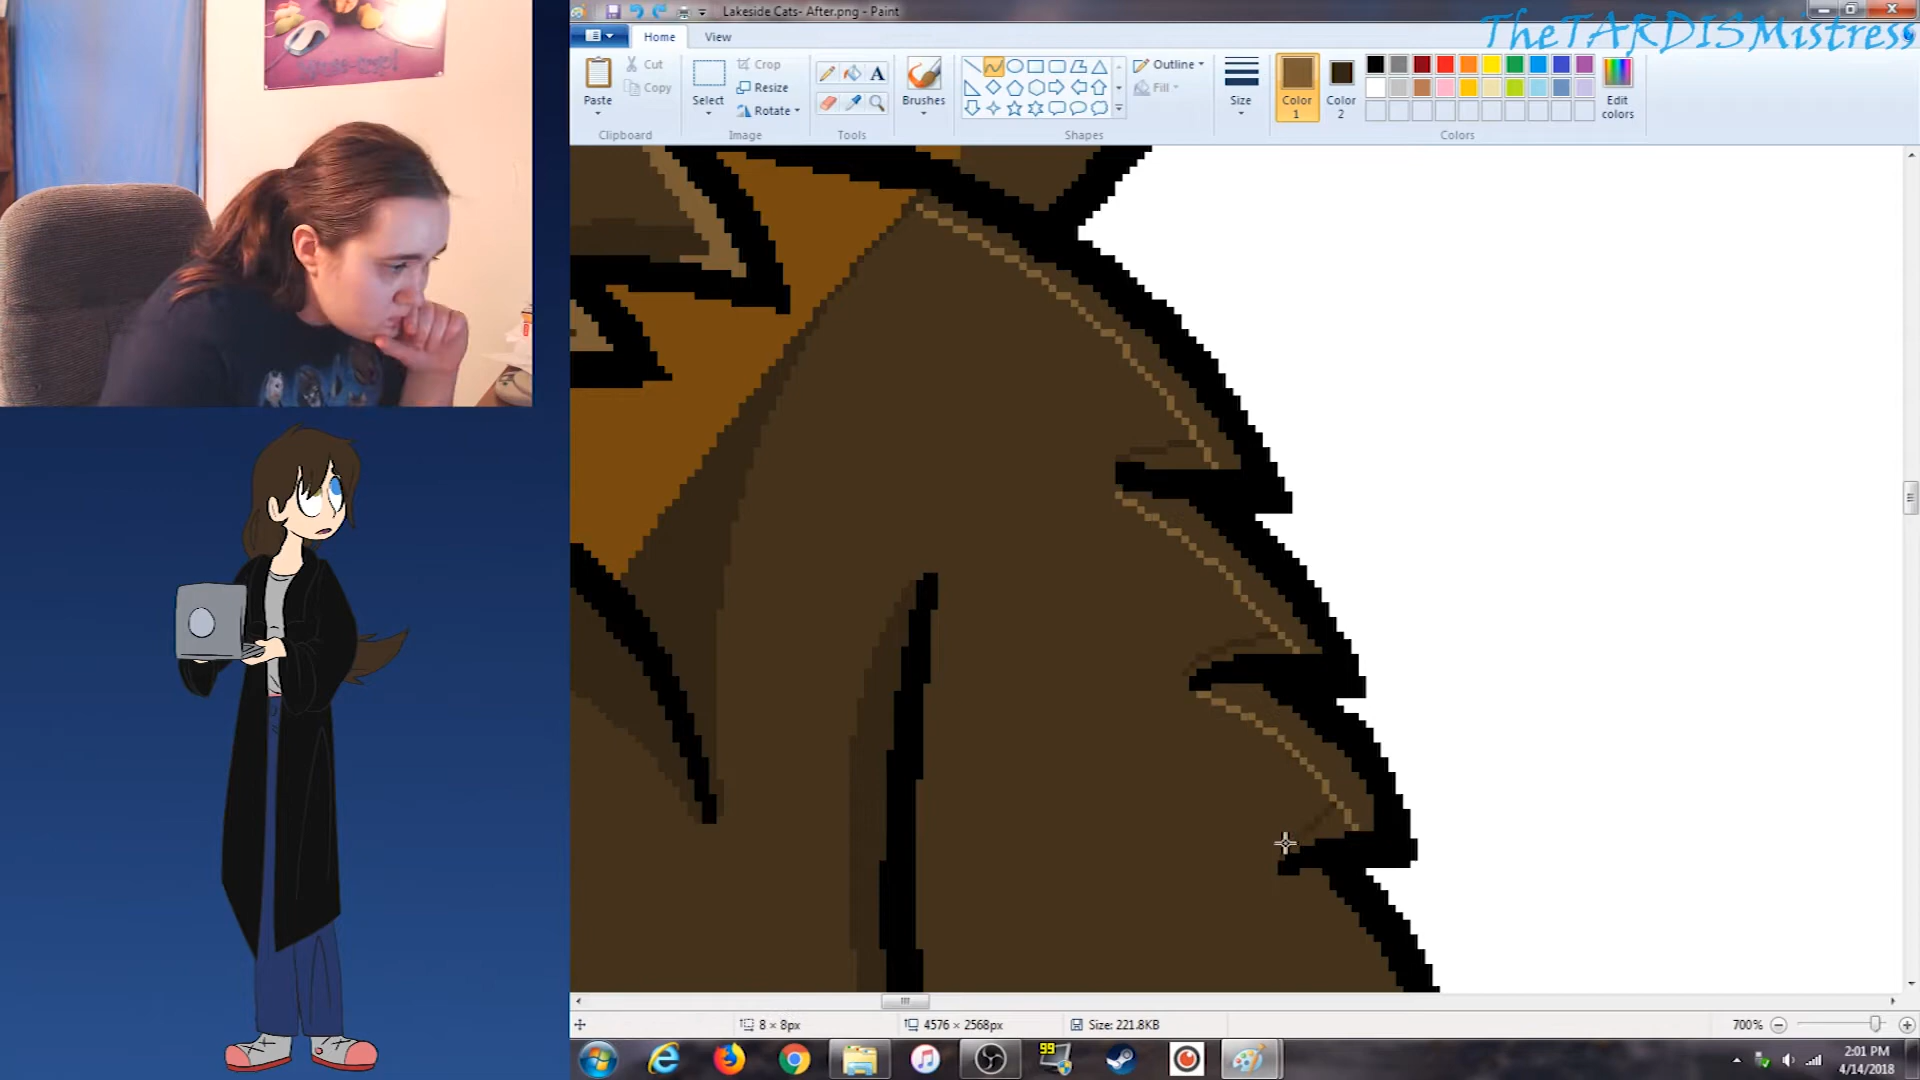 Lakeside Cats- After.png - Paint
TheTARDISMistress
Home
View
Paste
Cut
Copy
Clipboard
Select
Crop
Resize
Rotate
Image
A
Tools
Brushes
Outline
Fill
Shapes
Size
Color 1
Color 2
Edit colors
Colors
8 × 8px
4576 × 2568px
Size: 221.8KB
700%
99
2:01 PM
4/14/2018